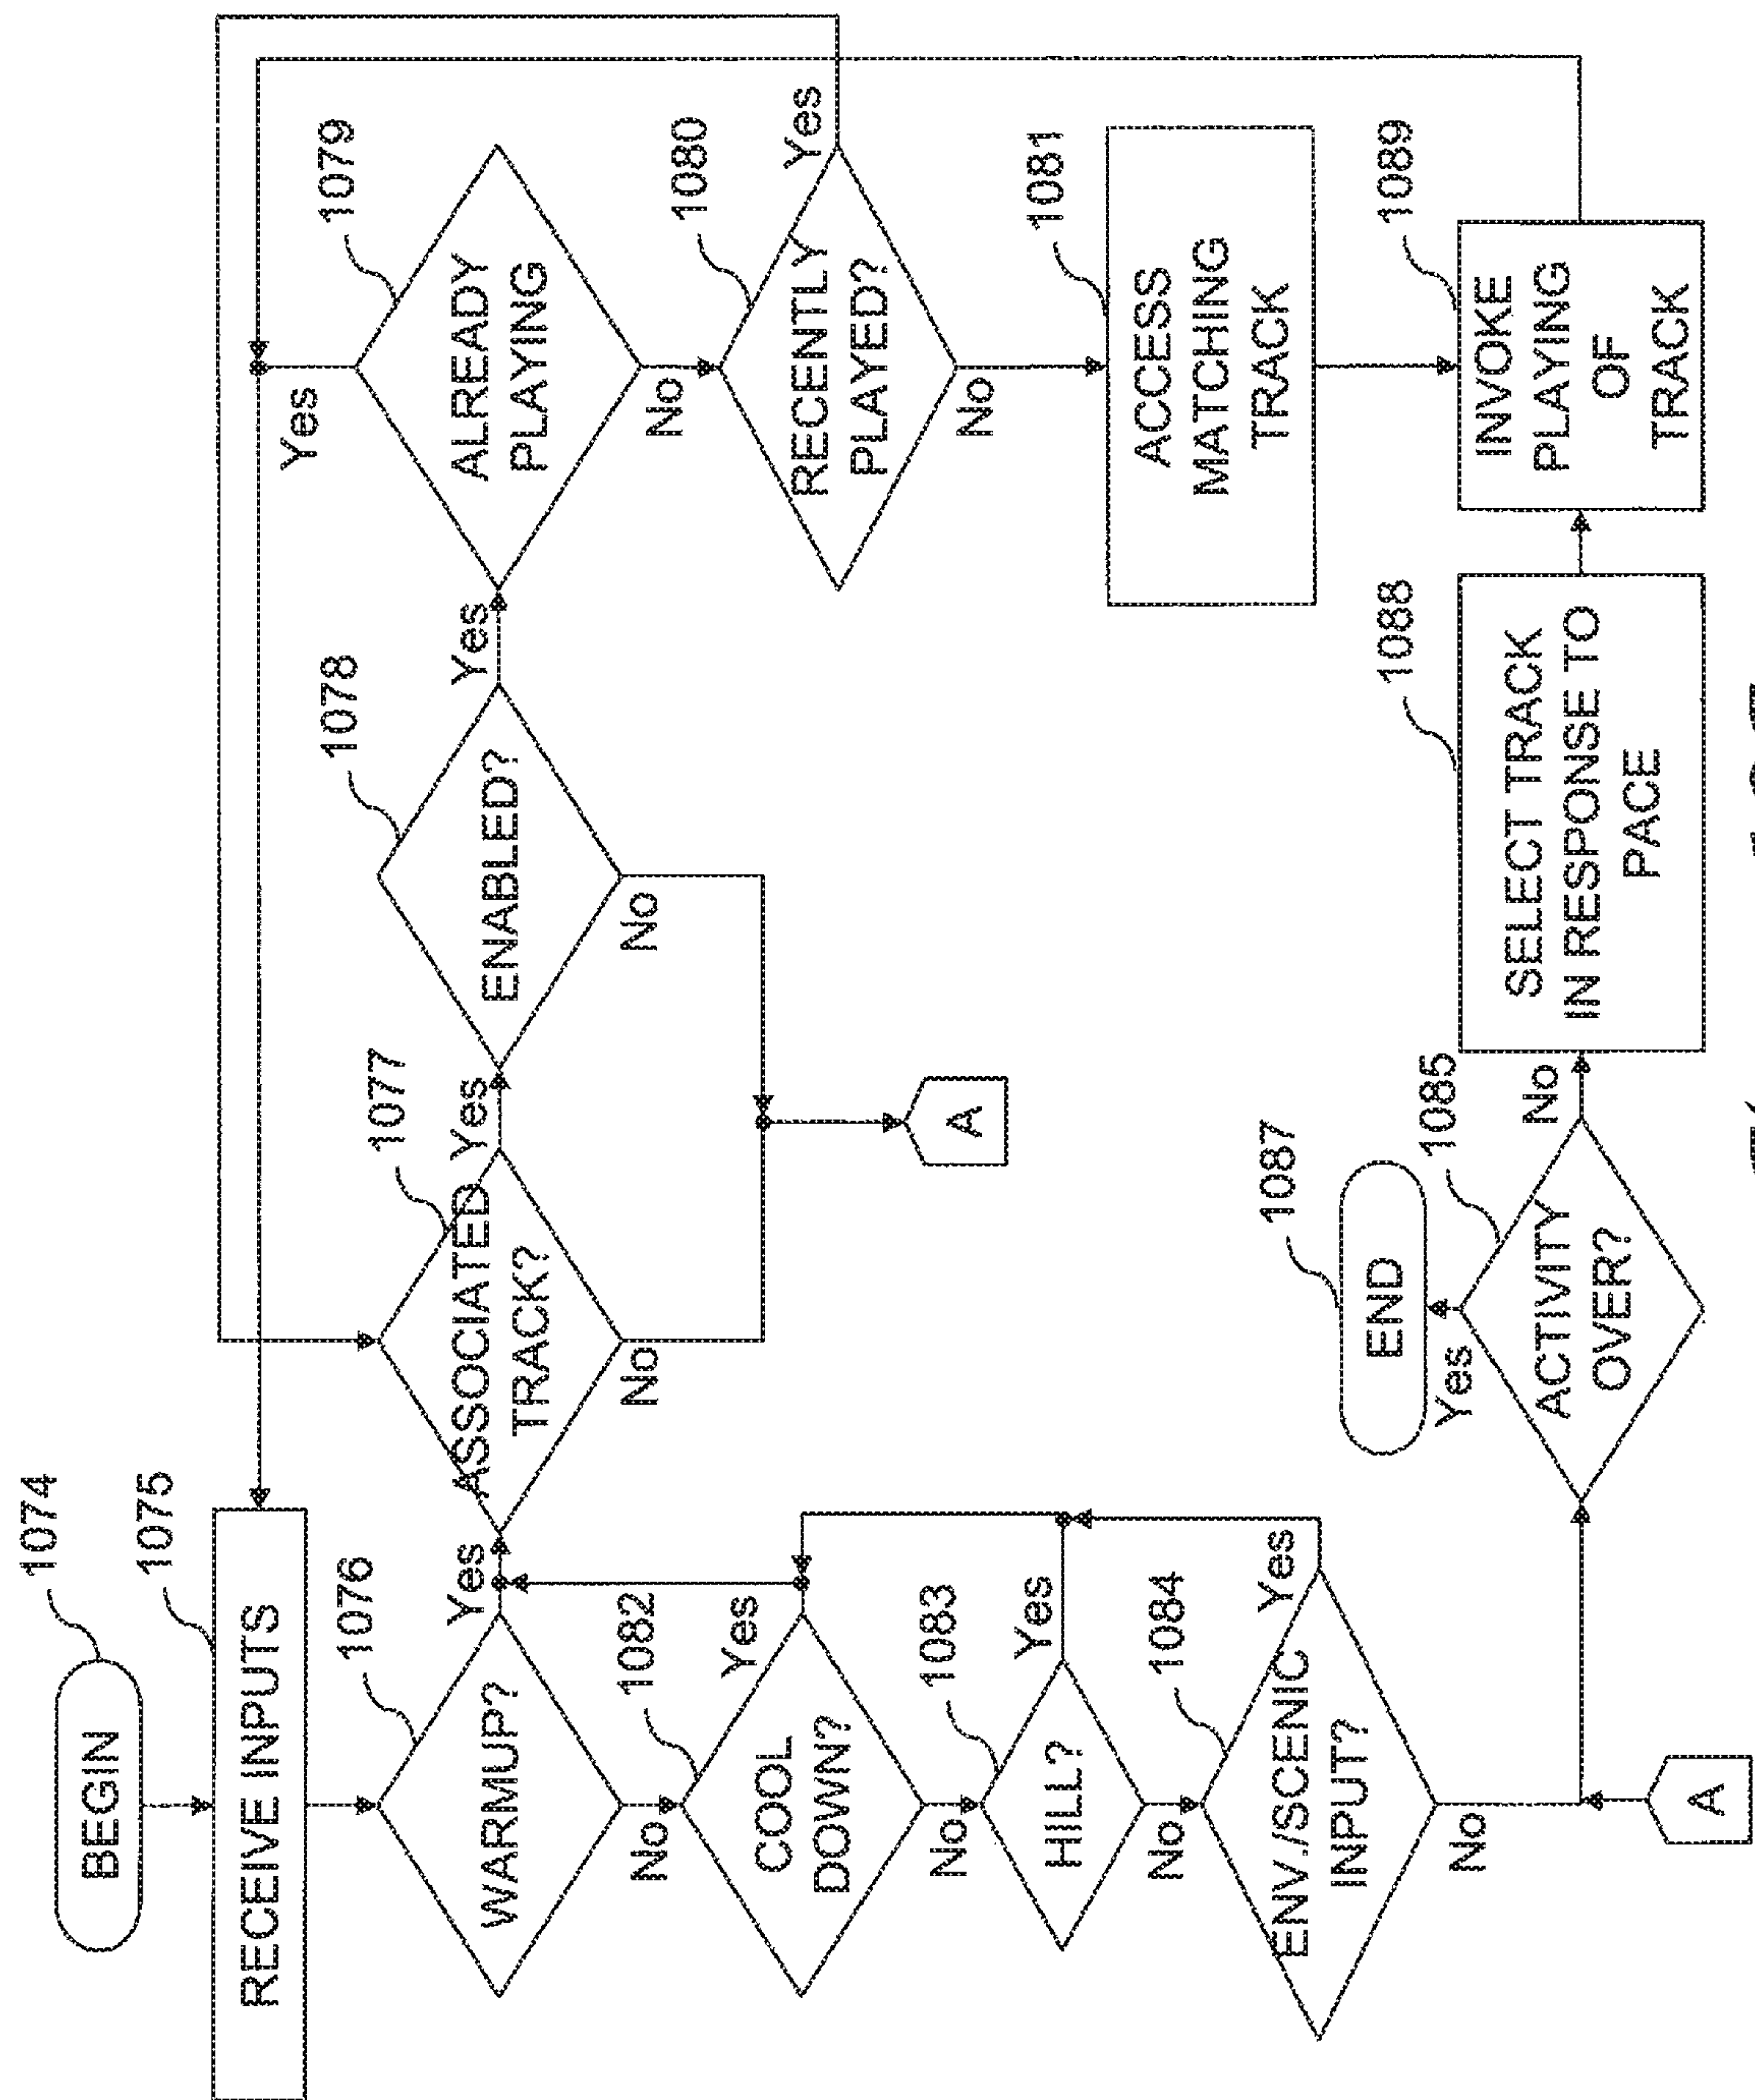 BEGIN
1074
RECEIVE INPUTS
1075
WARMUP?
1076
Yes
No
ASSOCIATED
TRACK?
1077
Yes
No
ENABLED?
1078
Yes
No
ALREADY
PLAYING
1079
Yes
No
RECENTLY
PLAYED?
1080
Yes
No
ACCESS
MATCHING
TRACK
1081
COOL
DOWN?
1082
Yes
No
HILL?
1083
Yes
No
ENV./SCENIC
INPUT?
1084
Yes
No
A
A
ACTIVITY
OVER?
1085
Yes
No
END
1087
SELECT TRACK
IN RESPONSE TO
PACE
1088
INVOKE
PLAYING
OF
TRACK
1089